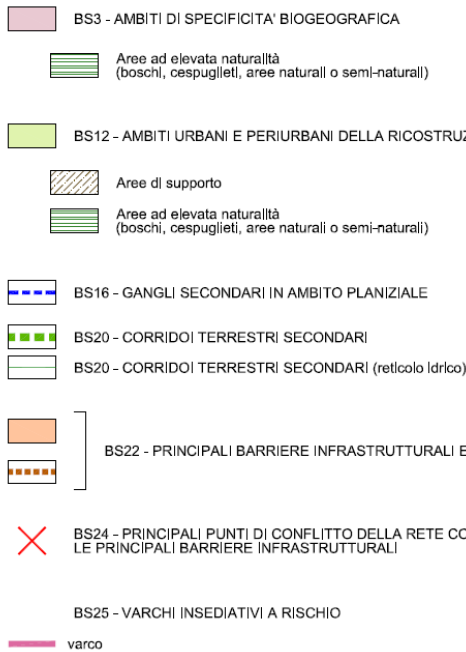 BS3 - AMBITI DI SPECIFICITA' BIOGEOGRAFICA
Aree ad elevata naturalità
(boschi, cespuglieti, aree naturali o semi-naturali)
BS12 - AMBITI URBANI E PERIURBANI DELLA RICOSTRUZ
Aree di supporto
Aree ad elevata naturalità
(boschi, cespuglieti, aree naturali o semi-naturali)
BS16 - GANGLI SECONDARI IN AMBITO PLANIZIALE
BS20 - CORRIDOI TERRESTRI SECONDARI
BS20 - CORRIDOI TERRESTRI SECONDARI (reticolo idrico)
BS22 - PRINCIPALI BARRIERE INFRASTRUTTURALI E
BS24 - PRINCIPALI PUNTI DI CONFLITTO DELLA RETE CO
LE PRINCIPALI BARRIERE INFRASTRUTTURALI
BS25 - VARCHI INSEDIATIVI A RISCHIO
varco